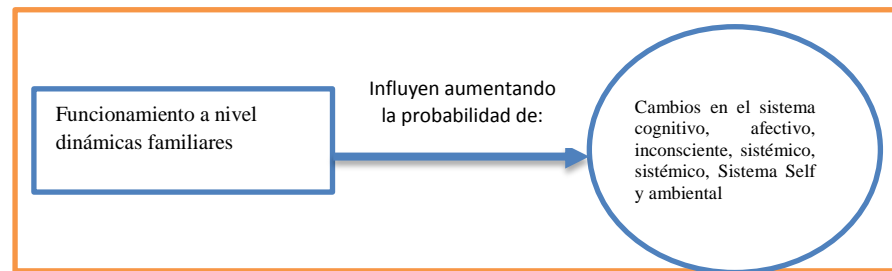 Funcionamiento a nivel
dinámicas familiares
Influyen aumentando
la probabilidad de:
Cambios en el sistema
cognitivo, afectivo,
inconsciente, sistémico,
sistémico, Sistema Self
y ambiental